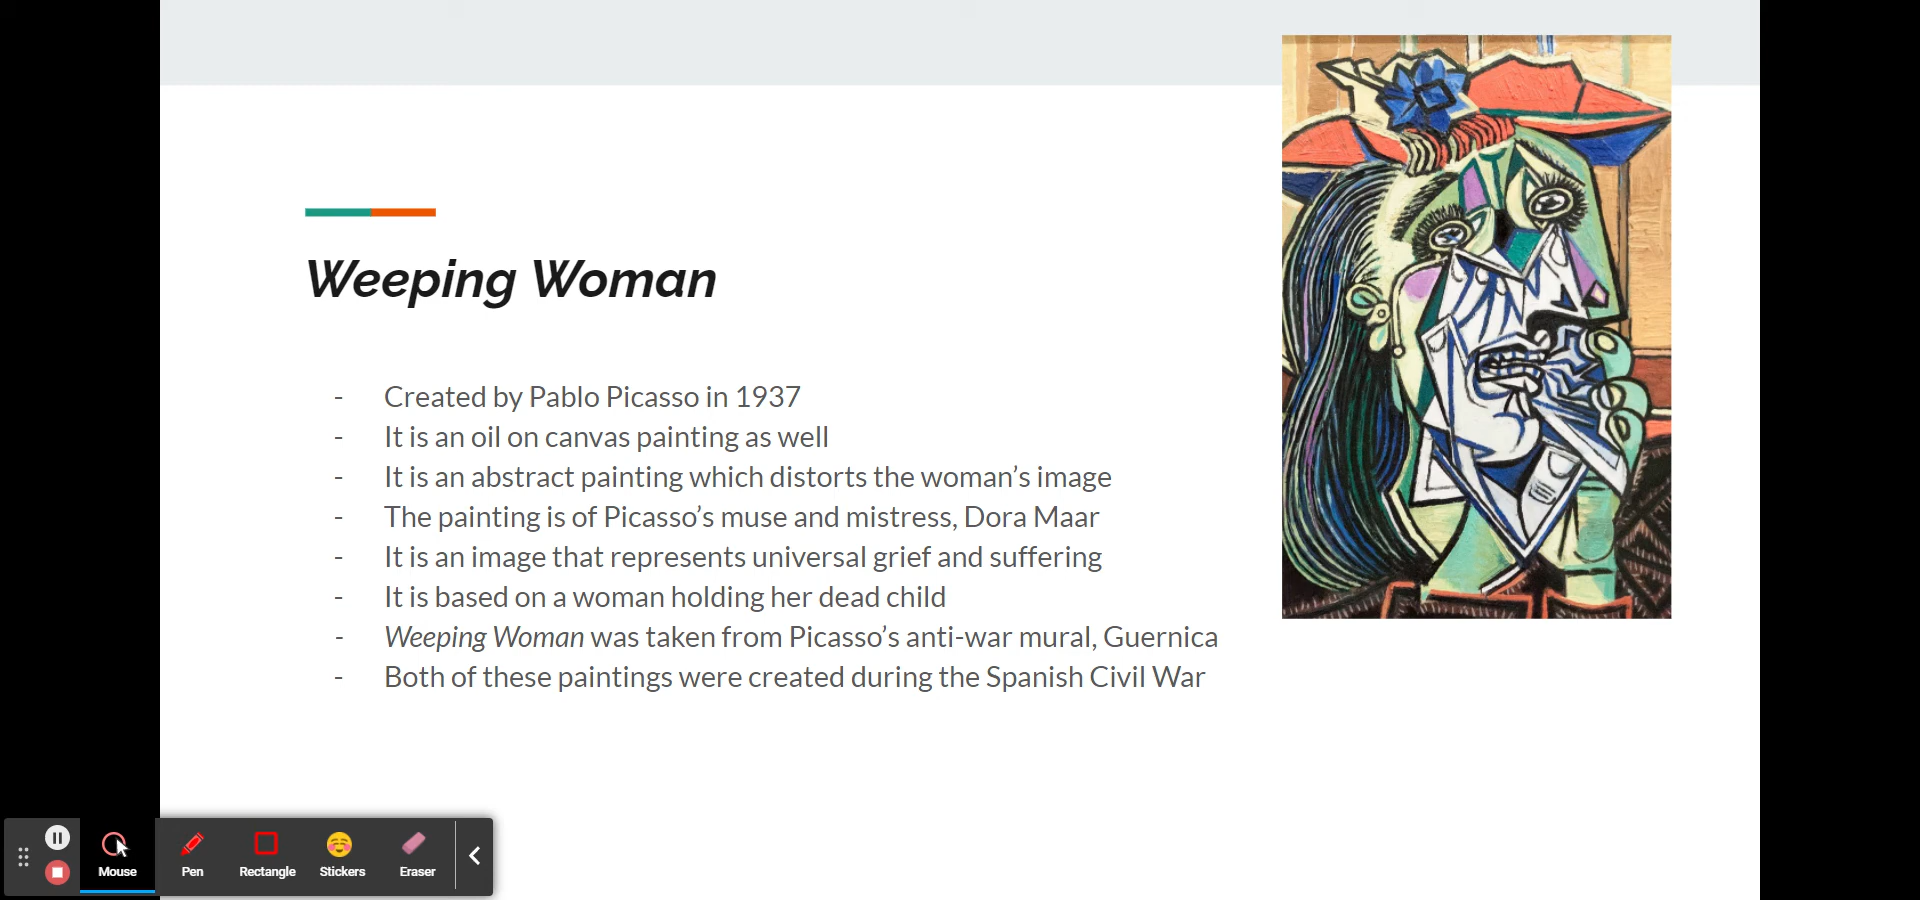 Weeping Woman
- Created by Pablo Picasso in 1937
- It is an oil on canvas painting as well
- It is an abstract painting which distorts the woman’s image
- The painting is of Picasso’s muse and mistress, Dora Maar
- It is an image that represents universal grief and suffering
- It is based on a woman holding her dead child
- Weeping Woman was taken from Picasso’s anti-war mural, Guernica
- Both of these paintings were created during the Spanish Civil War
Mouse Pen Rectangle Stickers Eraser